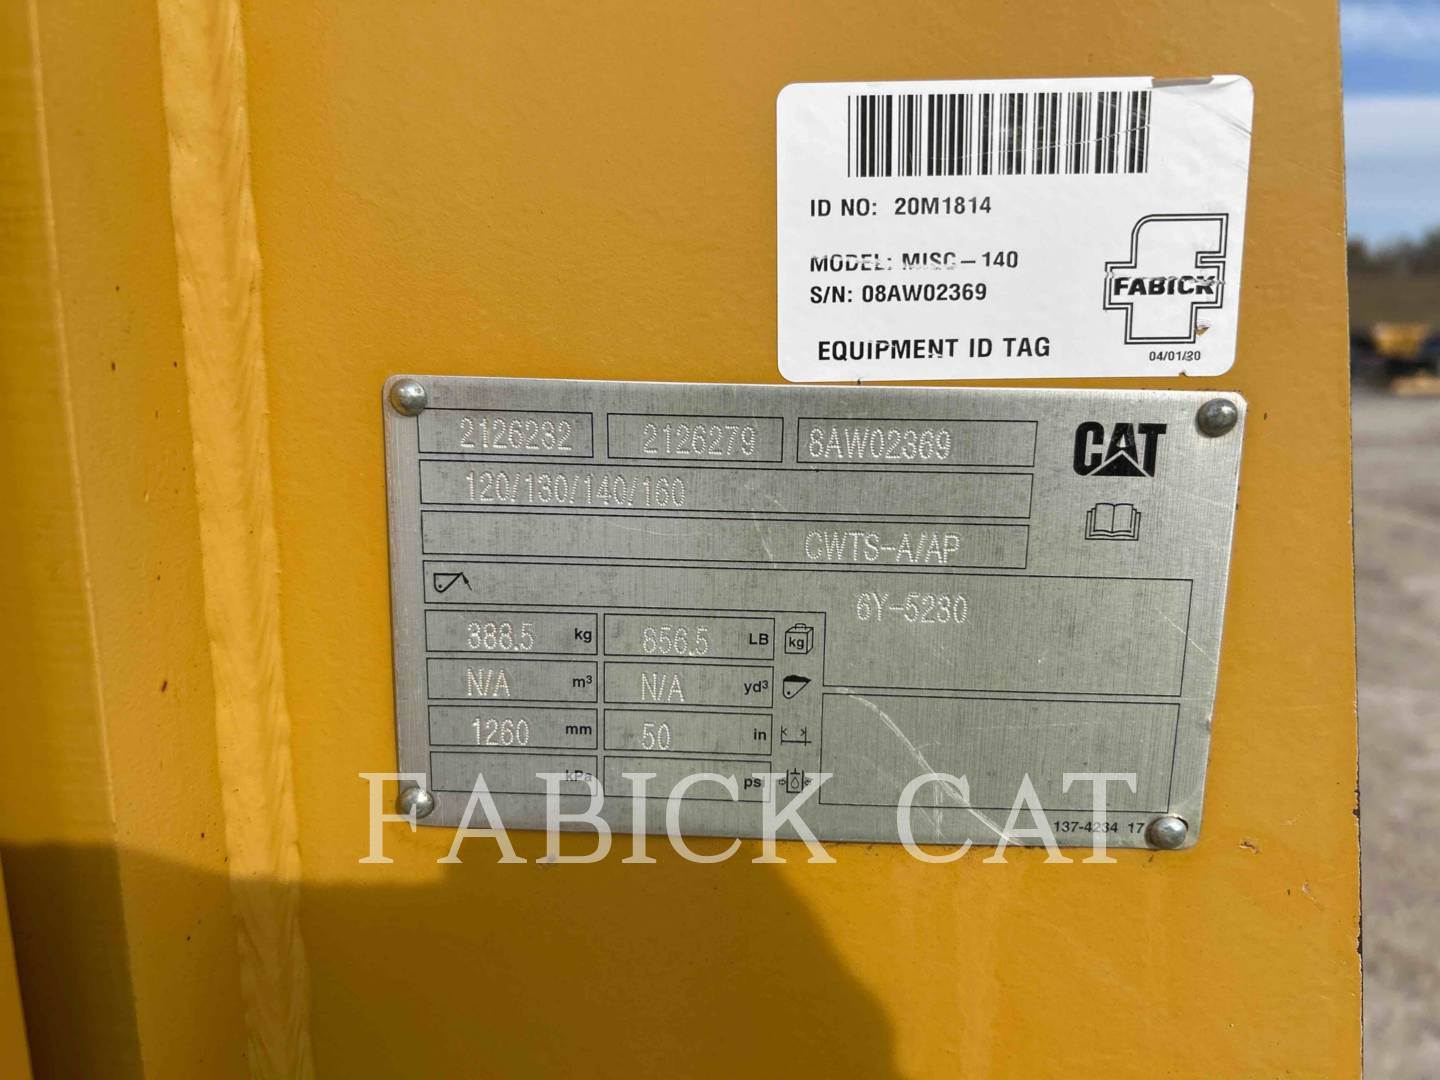 ID NO: 20M1814
MODEL: MISC-140
S/N: 08AW02369
FABICK
EQUIPMENT ID TAG
04/01/20
2126282 2126279 8AW02369
CAT
120/130/140/160
CWTS-A/AP
6Y-5230
388.5 kg 856.5 LB kg
N/A m³ N/A yd³
1260 mm 50 in
kPa psi
137-4234 17
FABICK CAT